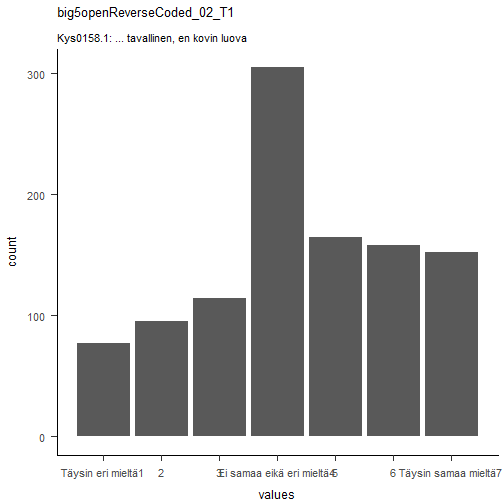 big5openReverseCoded_02_T1
Kys0158.1: ... tavallinen, en kovin luova
300
200
100
0
count
Täysin eri mieltä1 2 3 Ei samaa eikä eri mieltä4 5 6 Täysin samaa mieltä7
values